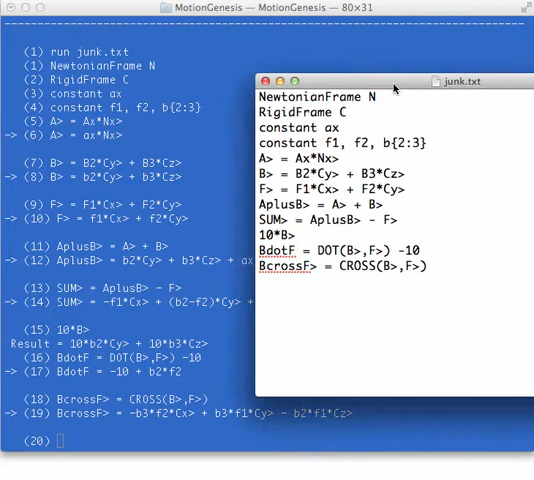 MotionGenesis — MotionGenesis — 80×31
(1) run junk.txt
(1) NewtonianFrame N
(2) RigidFrame C
(3) constant ax
(4) constant f1, f2, b{2:3}
(5) A> = Ax*Nx>
-> (6) A> = ax*Nx>
(7) B> = B2*Cy> + B3*Cz>
-> (8) B> = b2*Cy> + b3*Cz>
(9) F> = F1*Cx> + F2*Cy>
-> (10) F> = f1*Cx> + f2*Cy>
(11) AplusB> = A> + B>
-> (12) AplusB> = b2*Cy> + b3*Cz> + ax
(13) SUM> = AplusB> - F>
-> (14) SUM> = -f1*Cx> + (b2-f2)*Cy> +
(15) 10*B>
Result = 10*b2*Cy> + 10*b3*Cz>
(16) BdotF = DOT(B>,F>) -10
-> (17) BdotF = -10 + b2*f2
(18) BcrossF> = CROSS(B>,F>)
-> (19) BcrossF> = -b3*f2*Cx> + b3*f1*Cy> - b2*f1*Cz>
(20)
junk.txt
NewtonianFrame N
RigidFrame C
constant ax
constant f1, f2, b{2:3}
A> = Ax*Nx>
B> = B2*Cy> + B3*Cz>
F> = F1*Cx> + F2*Cy>
AplusB> = A> + B>
SUM> = AplusB> - F>
10*B>
BdotF = DOT(B>,F>) -10
BcrossF> = CROSS(B>,F>)